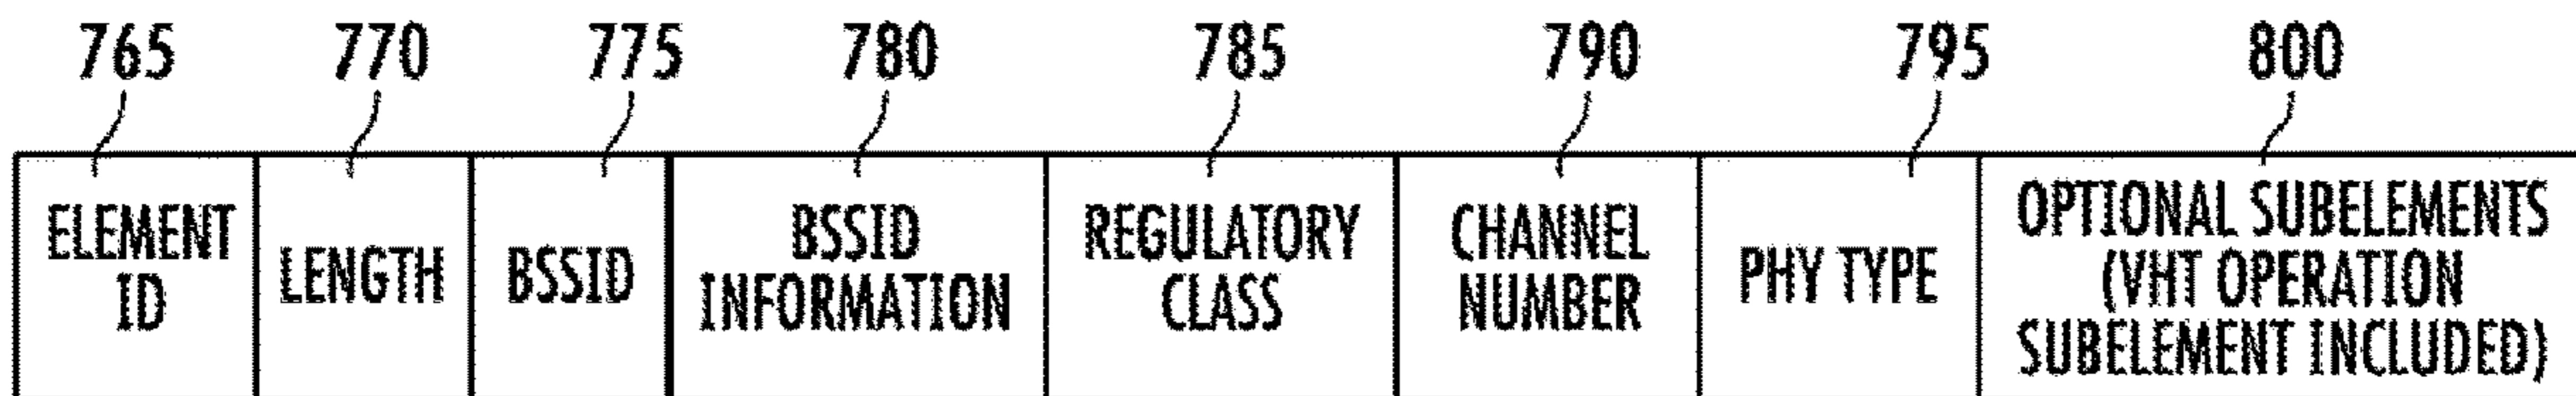 765 770 775 780 785 790 795 800
ELEMENT
ID
LENGTH
BSSID
BSSID
INFORMATION
REGULATORY
CLASS
CHANNEL
NUMBER
PHY TYPE
OPTIONAL SUBELEMENTS
(VHT OPERATION
SUBELEMENT INCLUDED)